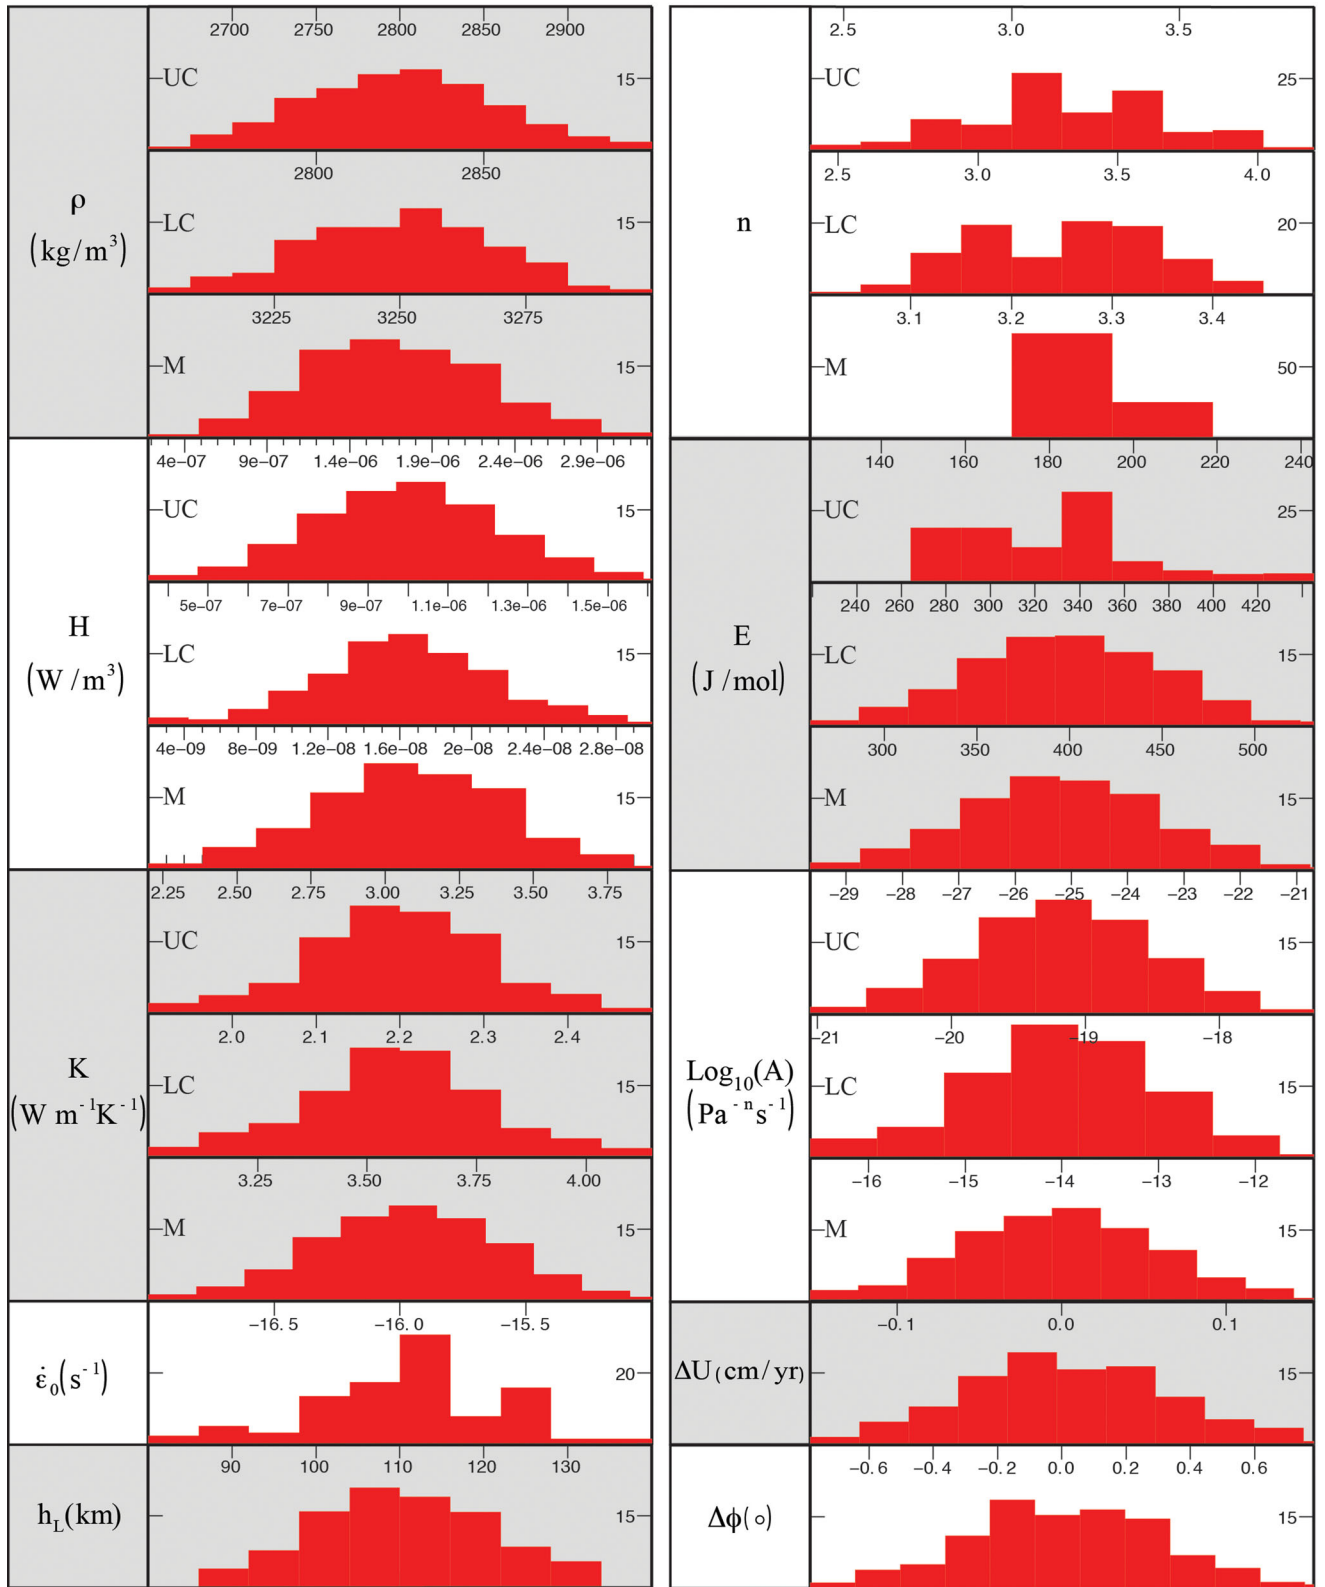 2700 2750 2800 2850 2900
UC 15
ρ
(kg/m³)
2800 2850
LC 15
3225 3250 3275
M 15
4e−07 9e−07 1.4e−06 1.9e−06 2.4e−06 2.9e−06
UC 15
H
(W /m³)
5e−07 7e−07 9e−07 1.1e−06 1.3e−06 1.5e−06
LC 15
4e−09 8e−09 1.2e−08 1.6e−08 2e−08 2.4e−08 2.8e−08
M 15
2.25 2.50 2.75 3.00 3.25 3.50 3.75
UC 15
K
(W m⁻¹K⁻¹)
2.0 2.1 2.2 2.3 2.4
LC 15
3.25 3.50 3.75 4.00
M 15
−16.5 −16.0 −15.5
ε̇₀(s⁻¹) 20
90 100 110 120 130
h_L(km) 15
2.5 3.0 3.5
UC 25
n
2.5 3.0 3.5 4.0
LC 20
3.1 3.2 3.3 3.4
M 50
140 160 180 200 220 240
UC 25
E
(J /mol)
240 260 280 300 320 340 360 380 400 420
LC 15
300 350 400 450 500
M 15
−29 −28 −27 −26 −25 −24 −23 −22 −21
UC 15
Log₁₀(A)
(Pa⁻ⁿs⁻¹)
−21 −20 −19 −18
LC 15
−16 −15 −14 −13 −12
M 15
−0.1 0.0 0.1
ΔU(cm/yr) 15
−0.6 −0.4 −0.2 0.0 0.2 0.4 0.6
Δϕ(○) 15